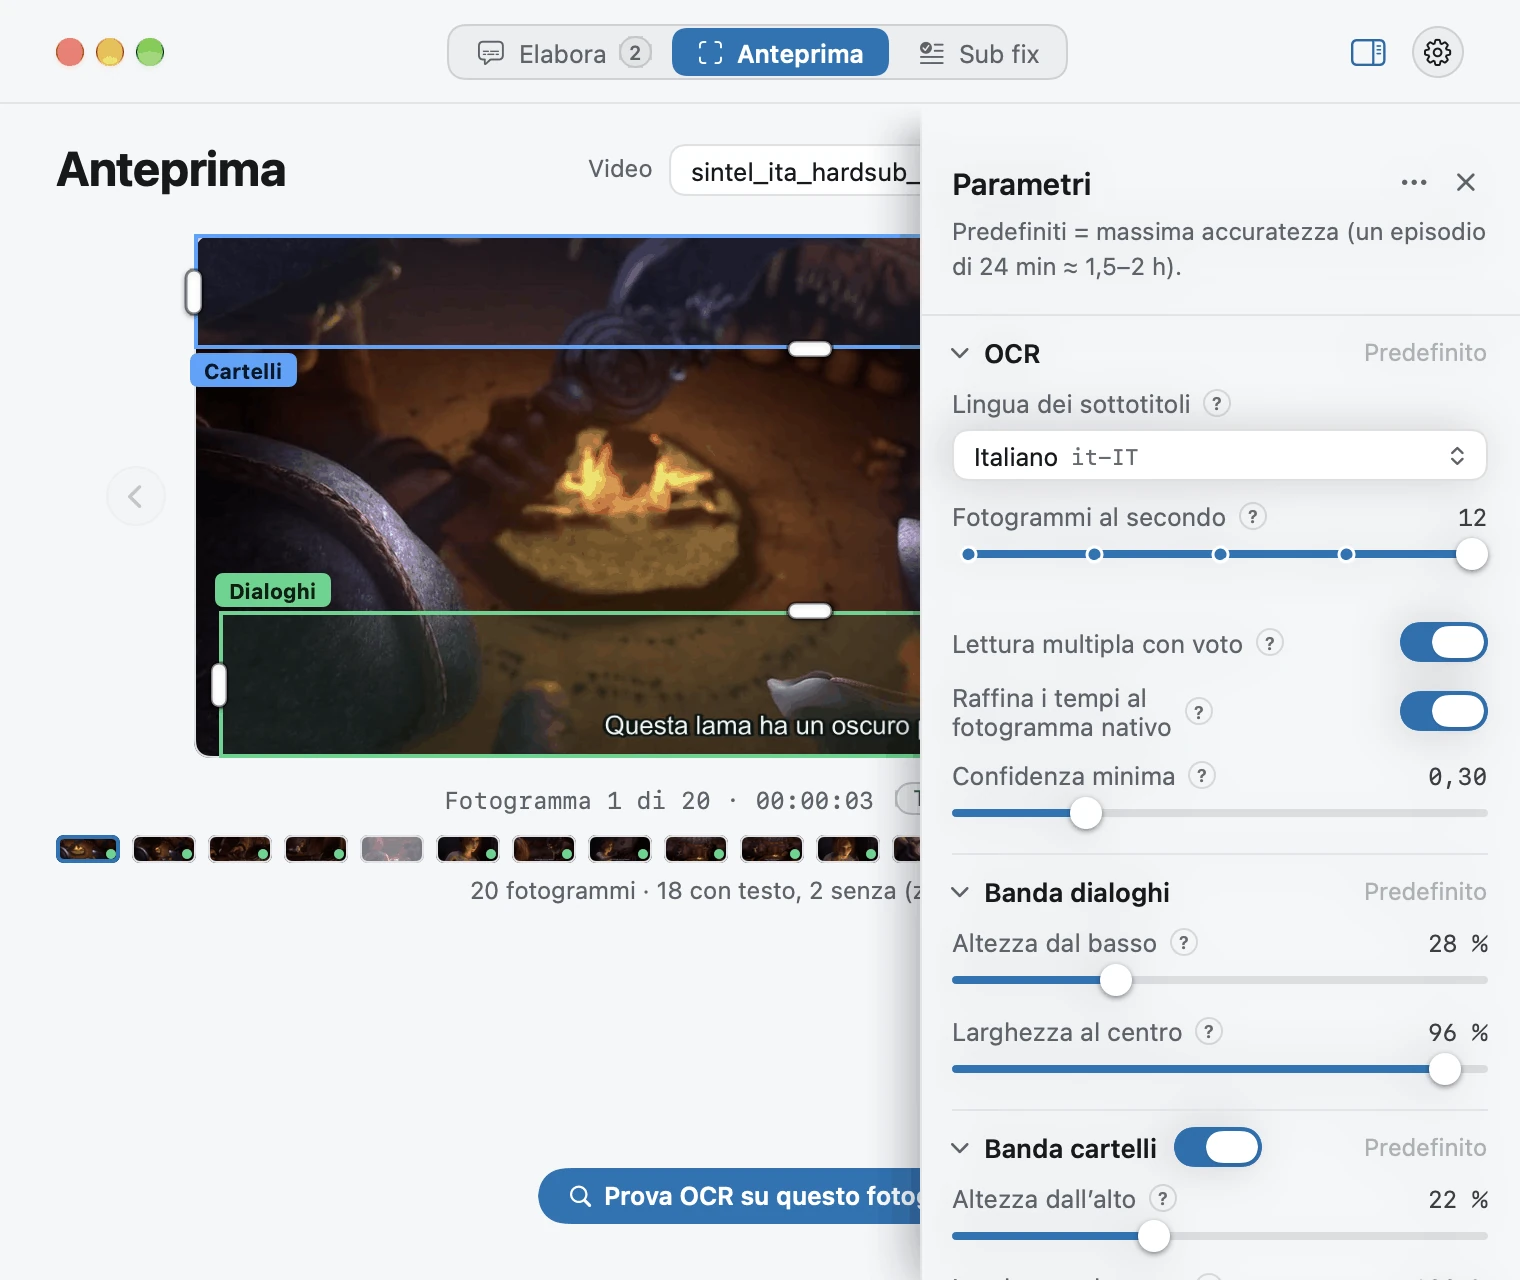 Elabora 2
Anteprima
Sub fix
Anteprima
Video
sintel_ita_hardsub_
Cartelli
Dialoghi
Questa lama ha un oscuro
Fotogramma 1 di 20 · 00:00:03
20 fotogrammi · 18 con testo, 2 senza (z
Prova OCR su questo fotog
Parametri
Predefiniti = massima accuratezza (un episodio
di 24 min ≈ 1,5–2 h).
OCR
Predefinito
Lingua dei sottotitoli ?
Italiano it-IT
Fotogrammi al secondo ? 12
Lettura multipla con voto ?
Raffina i tempi al
fotogramma nativo ?
Confidenza minima ? 0,30
Banda dialoghi
Predefinito
Altezza dal basso ? 28 %
Larghezza al centro ? 96 %
Banda cartelli
Predefinito
Altezza dall’alto ? 22 %